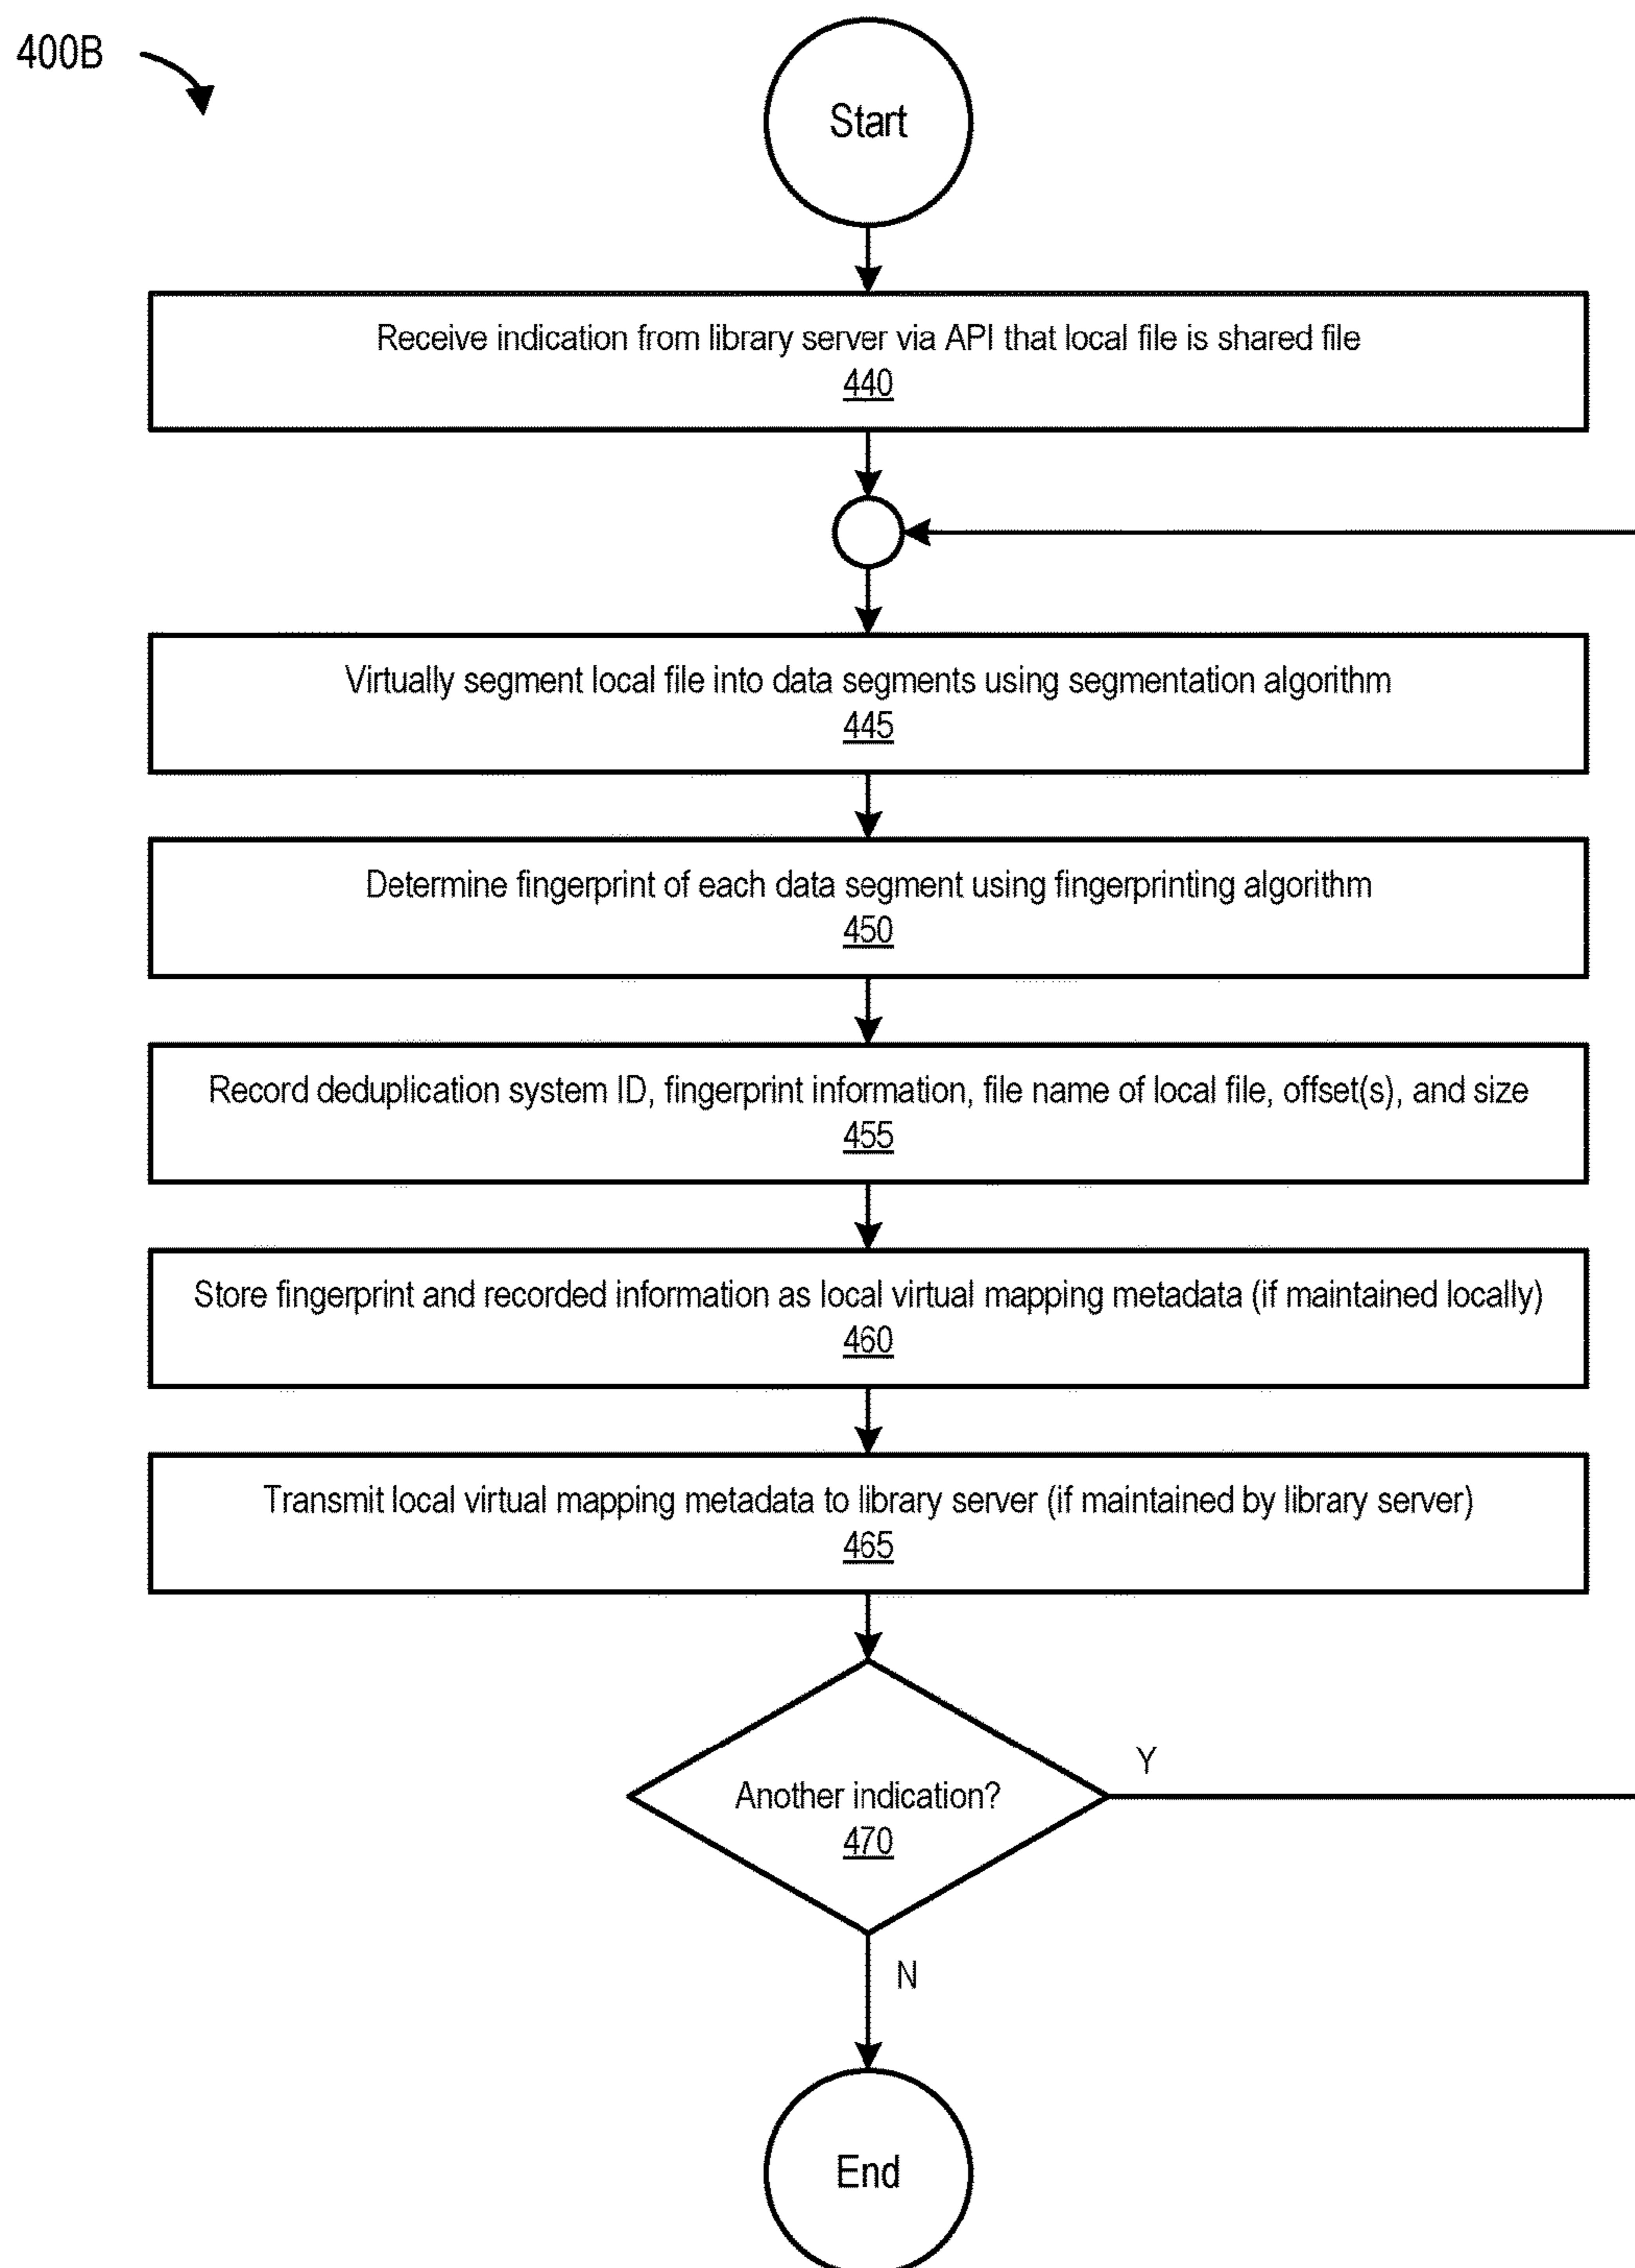 400B
Start
Receive indication from library server via API that local file is shared file
440
Virtually segment local file into data segments using segmentation algorithm
445
Determine fingerprint of each data segment using fingerprinting algorithm
450
Record deduplication system ID, fingerprint information, file name of local file, offset(s), and size
455
Store fingerprint and recorded information as local virtual mapping metadata (if maintained locally)
460
Transmit local virtual mapping metadata to library server (if maintained by library server)
465
Y
Another indication?
470
N
End